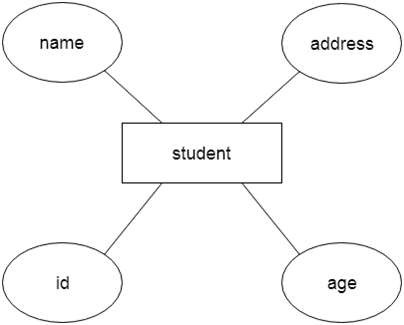 name
address
student
id
age